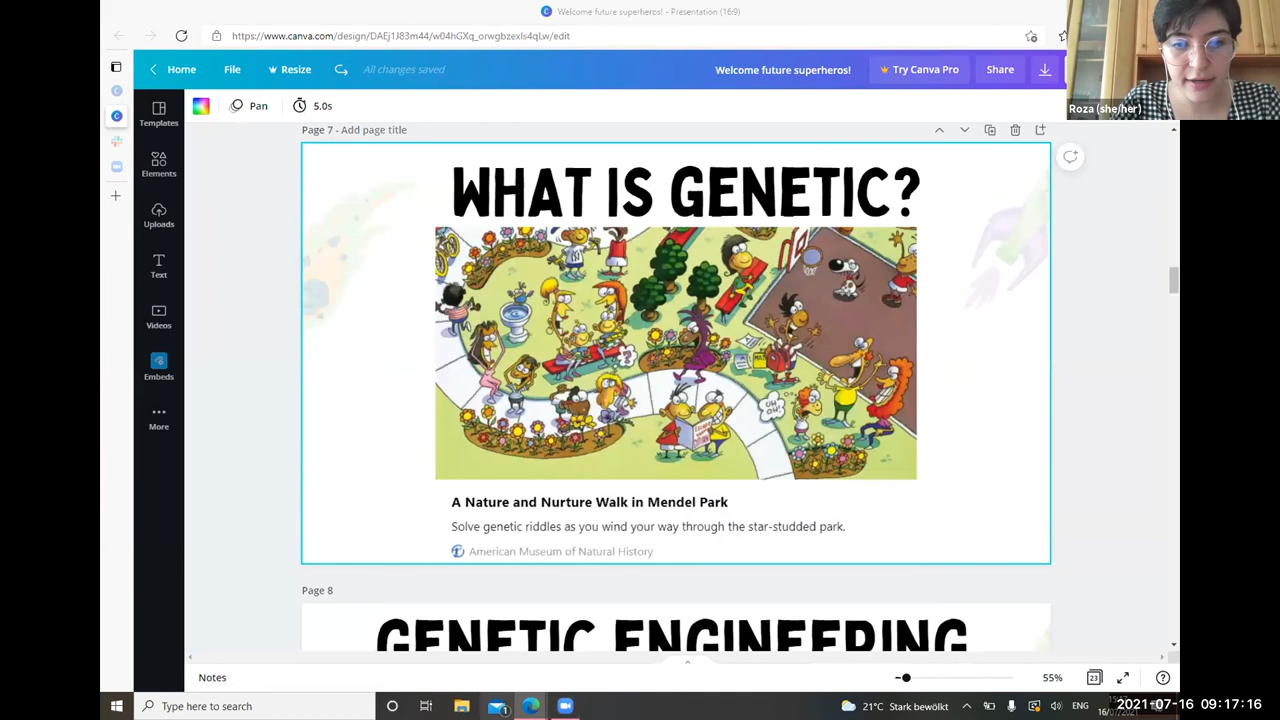 Welcome future superheros! - Presentation (16:9)
https://www.canva.com/design/DAEj1J83m44/w04hGXq_orwgbzexIs4qLw/edit
Home
File
Resize
All changes saved
Welcome future superheros!
Try Canva Pro
Share
Roza (she/her)
Pan
5.0s
Templates
Elements
Uploads
Text
Videos
Embeds
More
Page 7 - Add page title
WHAT IS GENETIC?
UH OH!
A Nature and Nurture Walk in Mendel Park
Solve genetic riddles as you wind your way through the star-studded park.
American Museum of Natural History
Page 8
GENETIC ENGINEERING
Notes
55%
23
Type here to search
21°C Stark bewölkt
ENG
2021-07-16 09:17:16